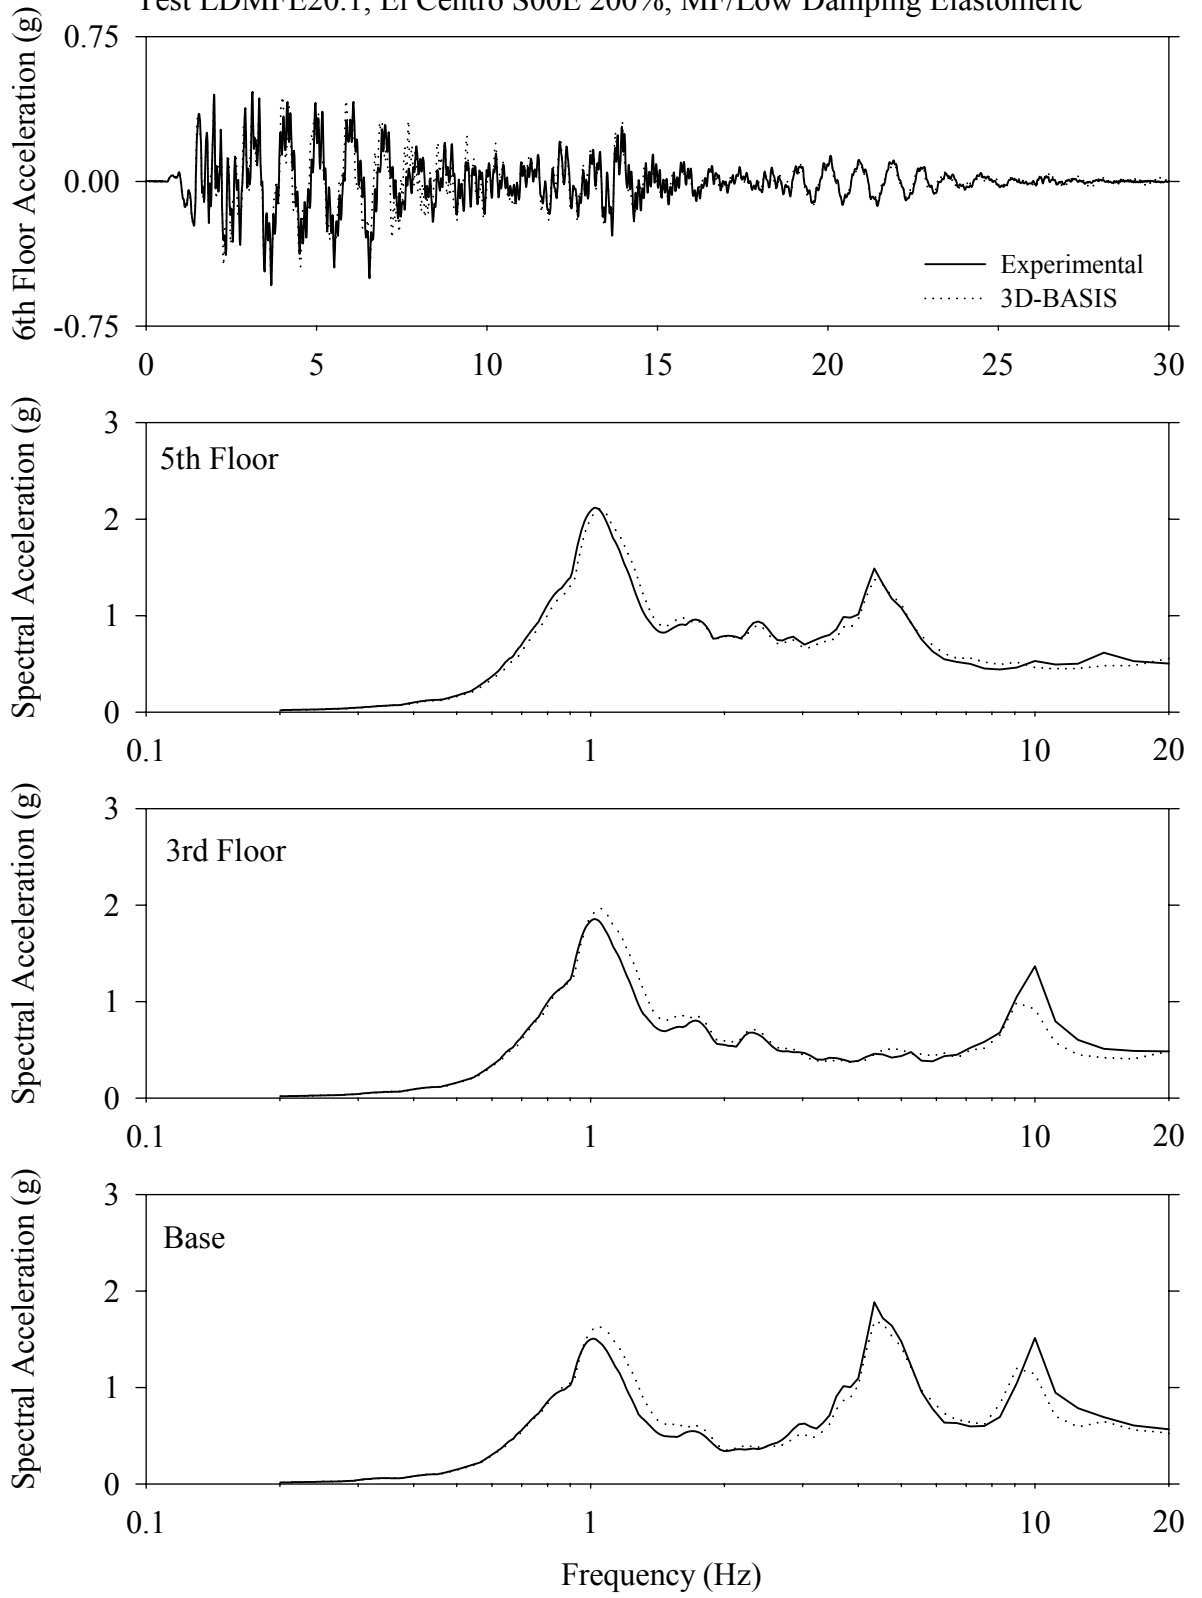 Test LDMFE20.1, El Centro S00E 200%, MF/Low Damping Elastomeric
6th Floor Acceleration (g)
0.75
0.00
-0.75
Experimental
3D-BASIS
0 5 10 15 20 25 30
Spectral Acceleration (g)
3
5th Floor
2
1
0
0.1 1 10 20
Spectral Acceleration (g)
3
3rd Floor
2
1
0
0.1 1 10 20
Spectral Acceleration (g)
3
Base
2
1
0
0.1 1 10 20
Frequency (Hz)